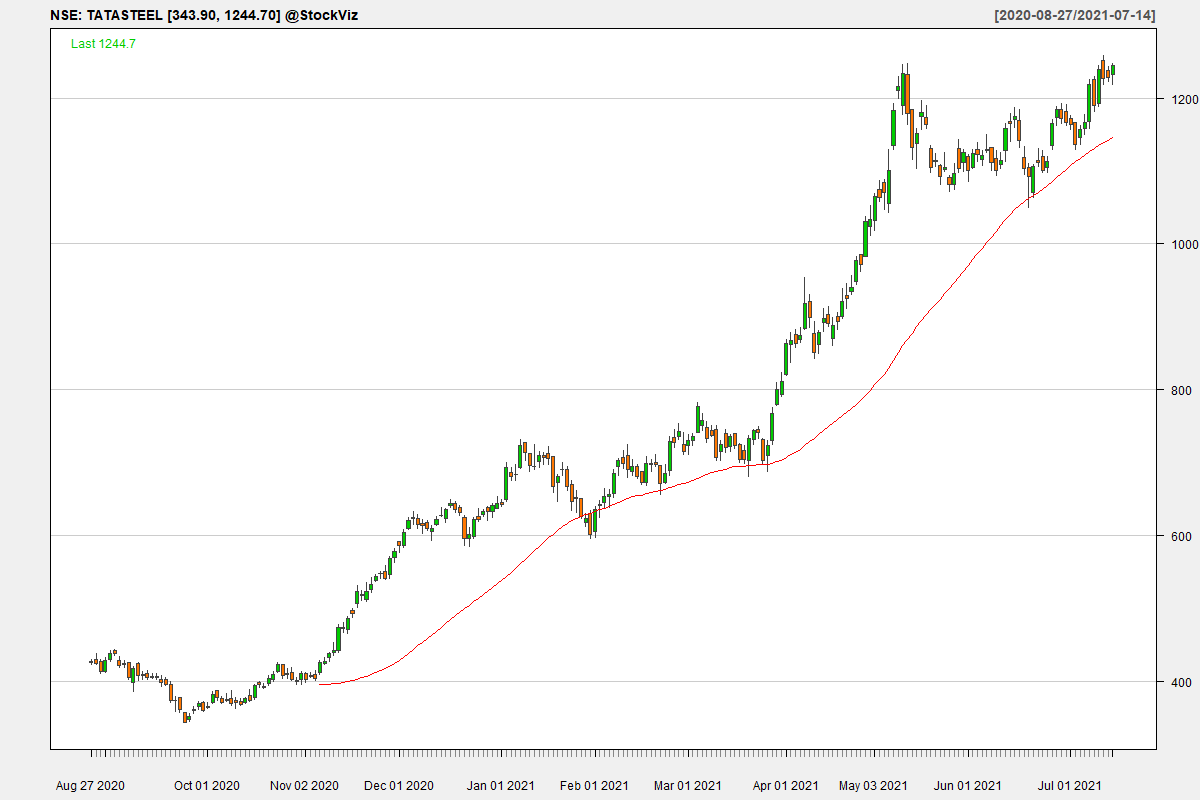 NSE: TATASTEEL [343.90, 1244.70] @StockViz [2020-08-27/2021-07-14]
Last 1244.7
1200
1000
800
600
400
Aug 27 2020 Oct 01 2020 Nov 02 2020 Dec 01 2020 Jan 01 2021 Feb 01 2021 Mar 01 2021 Apr 01 2021 May 03 2021 Jun 01 2021 Jul 01 2021